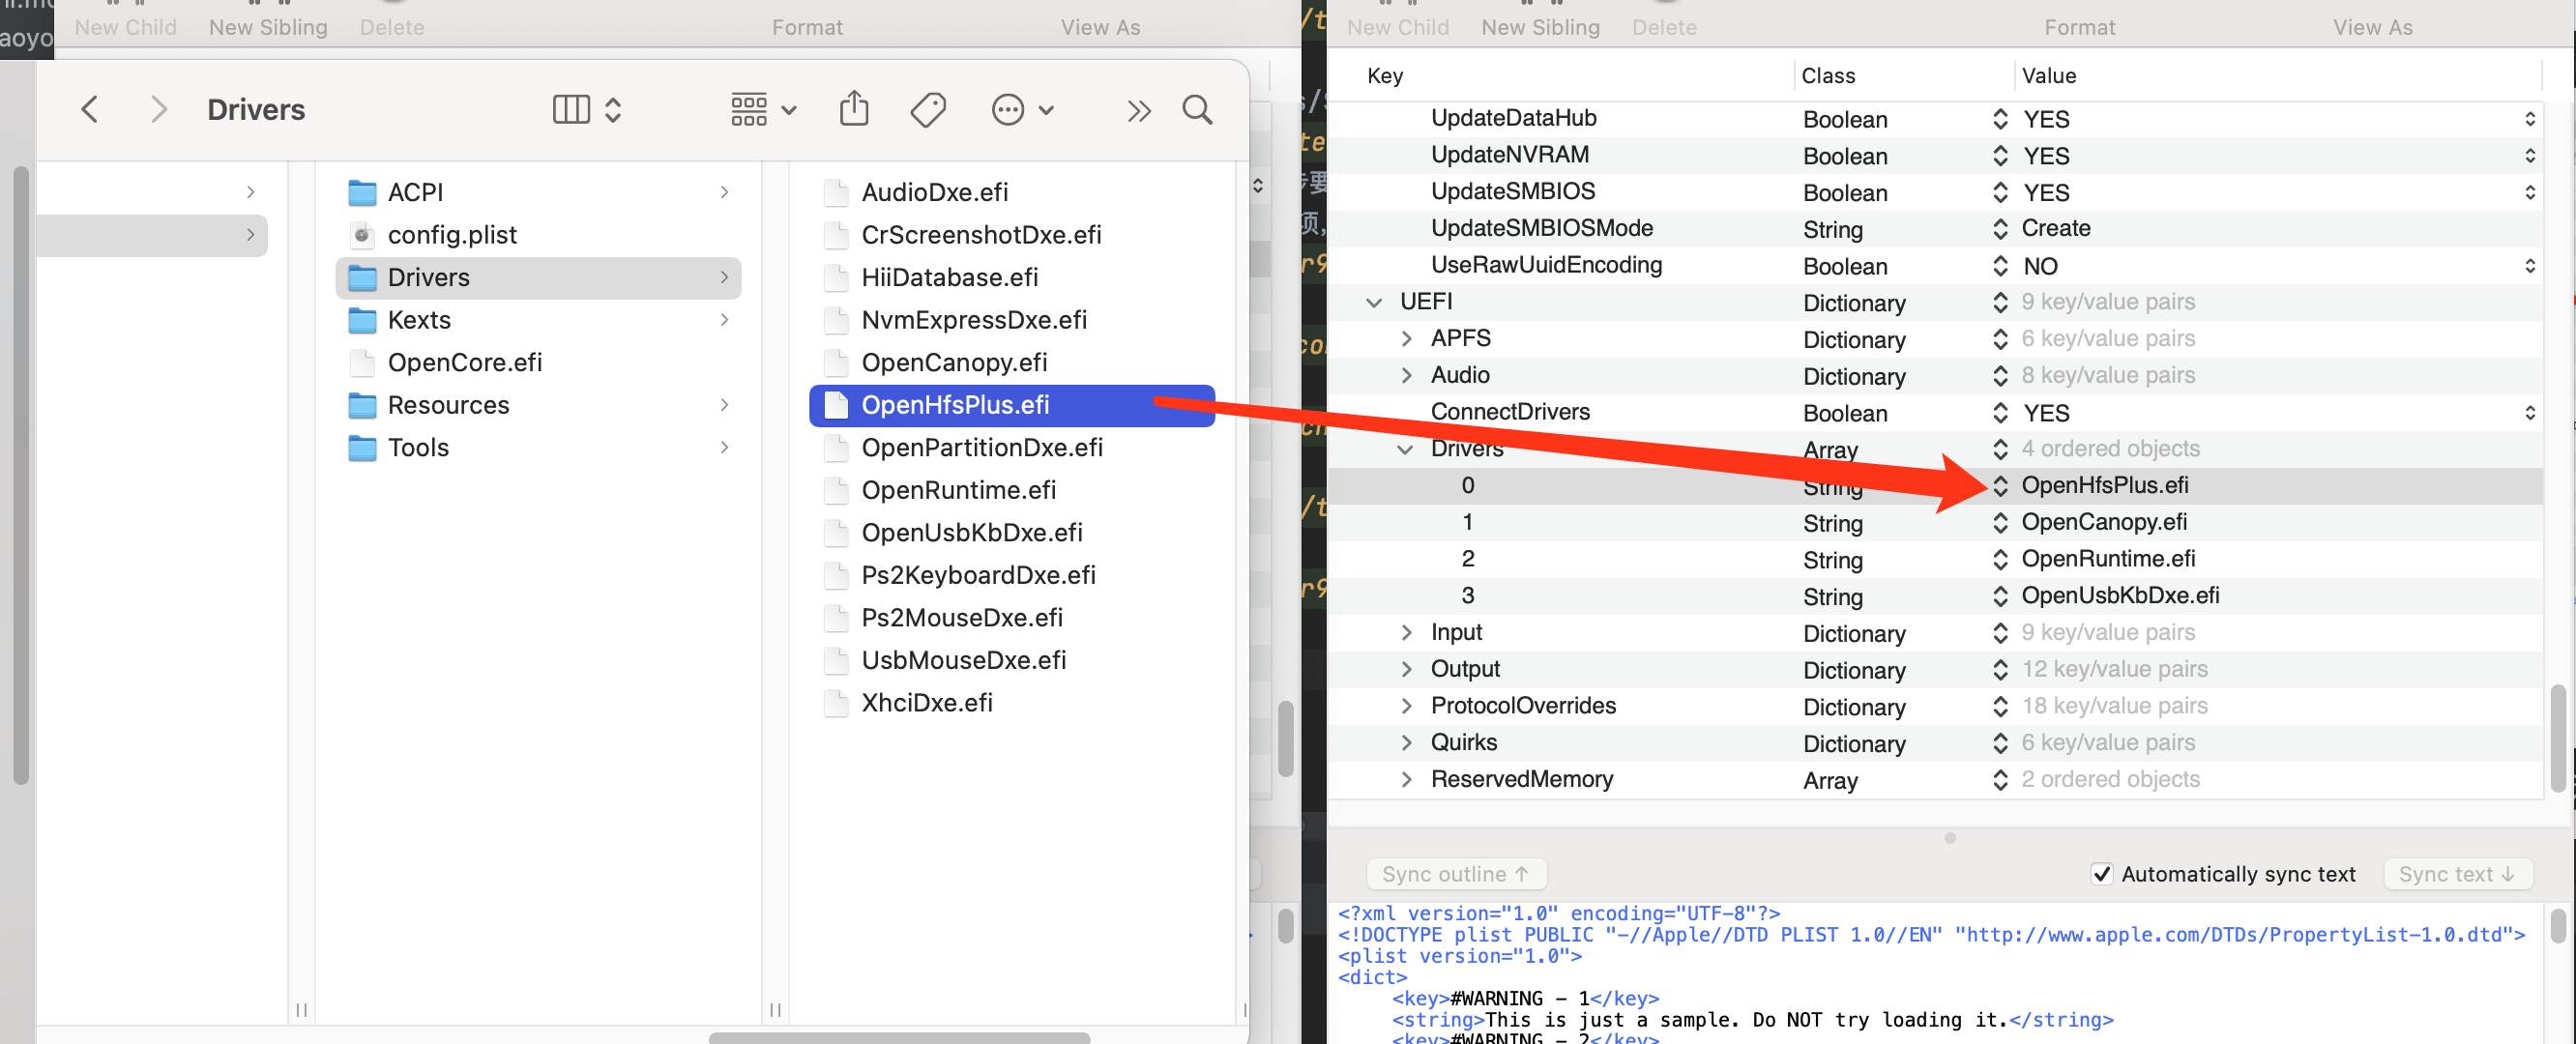 aoyo
New Child
New Sibling
Delete
Format
View As
Drivers
ACPI
config.plist
Drivers
Kexts
OpenCore.efi
Resources
Tools
AudioDxe.efi
CrScreenshotDxe.efi
HiiDatabase.efi
NvmExpressDxe.efi
OpenCanopy.efi
OpenHfsPlus.efi
OpenPartitionDxe.efi
OpenRuntime.efi
OpenUsbKbDxe.efi
Ps2KeyboardDxe.efi
Ps2MouseDxe.efi
UsbMouseDxe.efi
XhciDxe.efi
New Child
New Sibling
Delete
Format
View As
Key Class Value
UpdateDataHub Boolean YES
UpdateNVRAM Boolean YES
UpdateSMBIOS Boolean YES
UpdateSMBIOSMode String Create
UseRawUuidEncoding Boolean NO
UEFI Dictionary 9 key/value pairs
APFS Dictionary 6 key/value pairs
Audio Dictionary 8 key/value pairs
ConnectDrivers Boolean YES
Drivers Array 4 ordered objects
0 String OpenHfsPlus.efi
1 String OpenCanopy.efi
2 String OpenRuntime.efi
3 String OpenUsbKbDxe.efi
Input Dictionary 9 key/value pairs
Output Dictionary 12 key/value pairs
ProtocolOverrides Dictionary 18 key/value pairs
Quirks Dictionary 6 key/value pairs
ReservedMemory Array 2 ordered objects
Sync outline ↑
Automatically sync text
Sync text ↓
<?xml version="1.0" encoding="UTF-8"?>
<!DOCTYPE plist PUBLIC "-//Apple//DTD PLIST 1.0//EN" "http://www.apple.com/DTDs/PropertyList-1.0.dtd">
<plist version="1.0">
<dict>
<key>#WARNING - 1</key>
<string>This is just a sample. Do NOT try loading it.</string>
<key>#WARNING - 2</key>